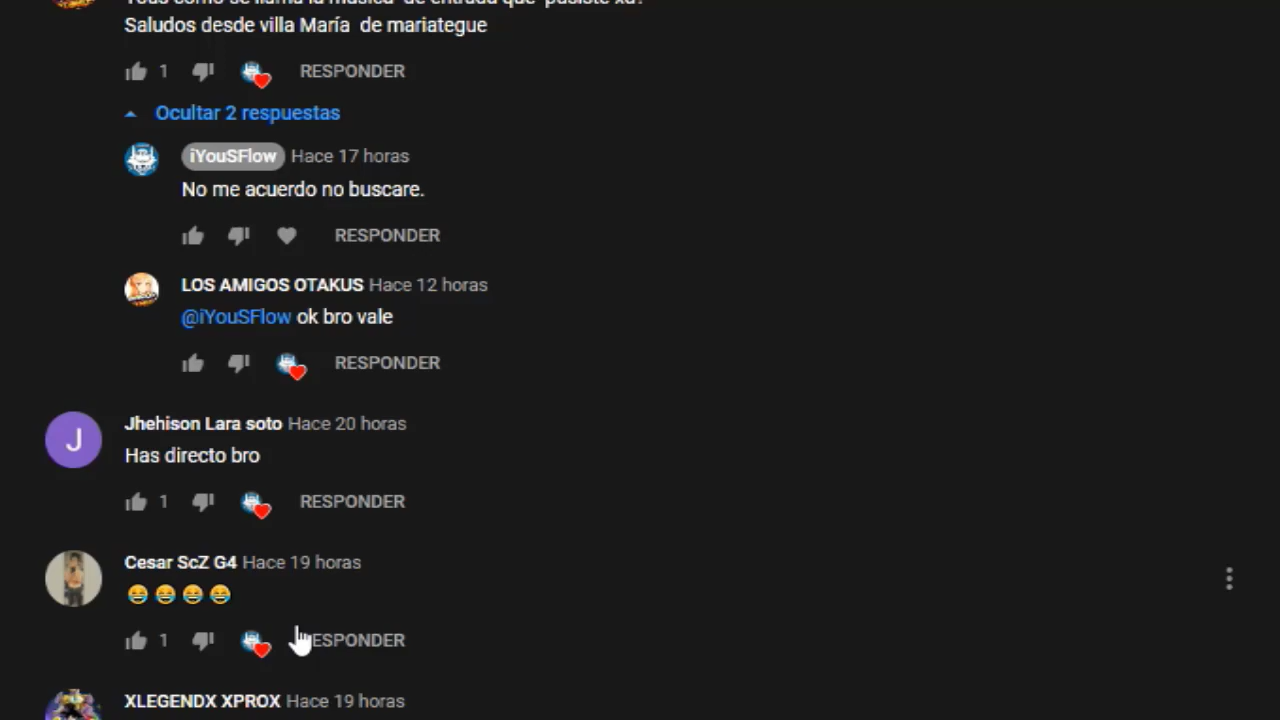 Saludos desde villa María de mariategue
1 RESPONDER
Ocultar 2 respuestas
iYouSFlow Hace 17 horas
No me acuerdo no buscare.
RESPONDER
LOS AMIGOS OTAKUS Hace 12 horas
@iYouSFlow ok bro vale
RESPONDER
J
Jhehison Lara soto Hace 20 horas
Has directo bro
1 RESPONDER
Cesar ScZ G4 Hace 19 horas
😂😂😂😂
1 ESPONDER
XLEGENDX XPROX Hace 19 horas